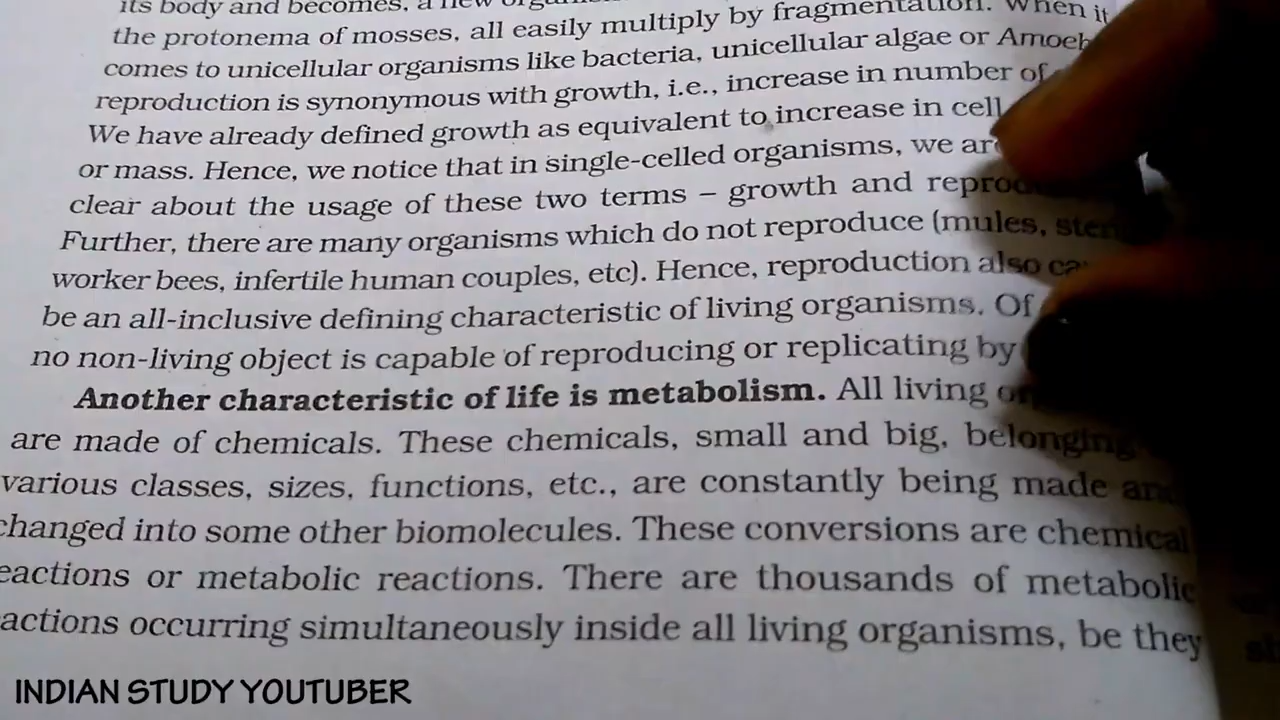 its body and becomes, a new
the protonema of mosses, all easily multiply by fragmentation. When it
comes to unicellular organisms like bacteria, unicellular algae or
reproduction is synonymous with growth, i.e., increase in number of
We have already defined growth as equivalent to increase in cell
or mass. Hence, we notice that in single-celled organisms, we
clear about the usage of these two terms – growth and
Further, there are many organisms which do not reproduce (mules,
worker bees, infertile human couples, etc). Hence, reproduction also
be an all-inclusive defining characteristic of living organisms. Of
no non-living object is capable of reproducing or replicating by
Another characteristic of life is metabolism. All living
are made of chemicals. These chemicals, small and big, belonging
various classes, sizes, functions, etc., are constantly being made and
changed into some other biomolecules. These conversions are chemical
eactions or metabolic reactions. There are thousands of metabolic
actions occurring simultaneously inside all living organisms, be they
INDIAN STUDY YOUTUBER